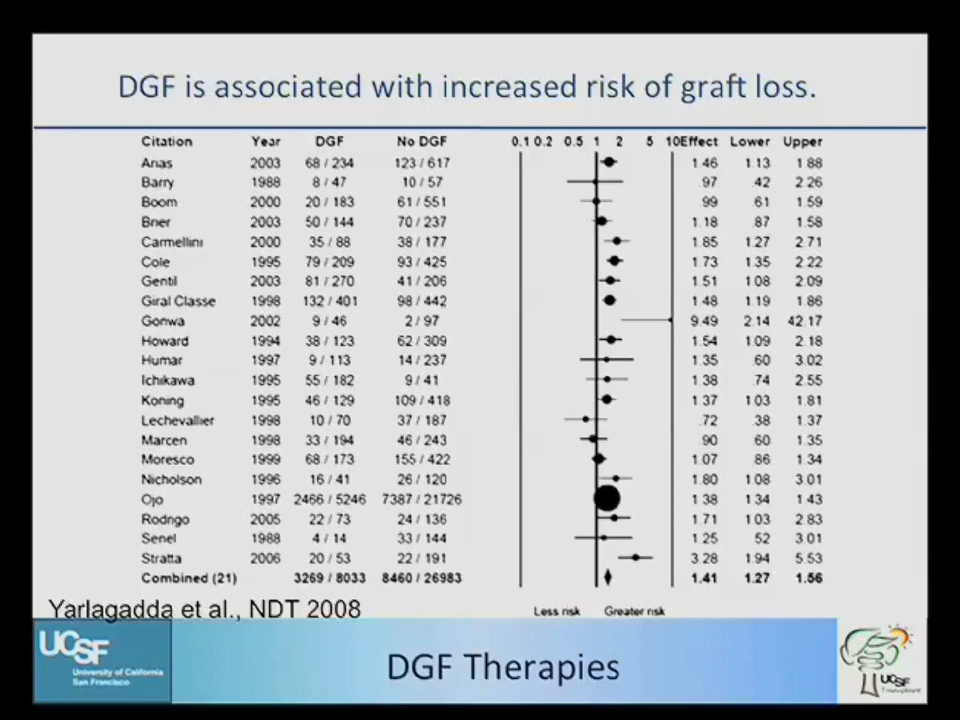 DGF is associated with increased risk of graft loss.
Citation Year DGF No DGF 0.1 0.2 0.5 1 2 5 10 Effect Lower Upper
Arias 2003 68 / 234 123 / 617 1.46 1.13 1.88
Barry 1988 8 / 47 10 / 57 .97 .42 2.26
Boom 2000 20 / 183 61 / 551 .99 .61 1.59
Brier 2003 50 / 144 70 / 237 1.18 .87 1.58
Carmellini 2000 35 / 88 38 / 177 1.85 1.27 2.71
Cole 1995 79 / 209 93 / 425 1.73 1.35 2.22
Gentil 2003 81 / 270 41 / 206 1.51 1.08 2.09
Giral Classe 1998 132 / 401 98 / 442 1.48 1.19 1.86
Gonwa 2002 9 / 46 2 / 97 9.49 2.14 42.17
Howard 1994 38 / 123 62 / 309 1.54 1.09 2.18
Humar 1997 9 / 113 14 / 237 1.35 .60 3.02
Ichikawa 1995 55 / 182 9 / 41 1.38 .74 2.55
Koning 1995 46 / 129 109 / 418 1.37 1.03 1.81
Lechevallier 1998 10 / 70 37 / 187 .72 .38 1.37
Marcen 1998 33 / 194 46 / 243 .90 .60 1.35
Moresco 1999 68 / 173 155 / 422 1.07 .86 1.34
Nicholson 1996 16 / 41 26 / 120 1.80 1.08 3.01
Ojo 1997 2466 / 5246 7387 / 21726 1.38 1.34 1.43
Rodrigo 2005 22 / 73 24 / 136 1.71 1.03 2.83
Senel 1988 4 / 14 33 / 144 1.25 .52 3.01
Stratta 2006 20 / 53 22 / 191 3.28 1.94 5.53
Combined (21) 3269 / 8033 8460 / 26983 1.41 1.27 1.56
Less risk Greater risk
Yarlagadda et al., NDT 2008
UCSF
University of California
San Francisco
DGF Therapies
UCSF
Transplant